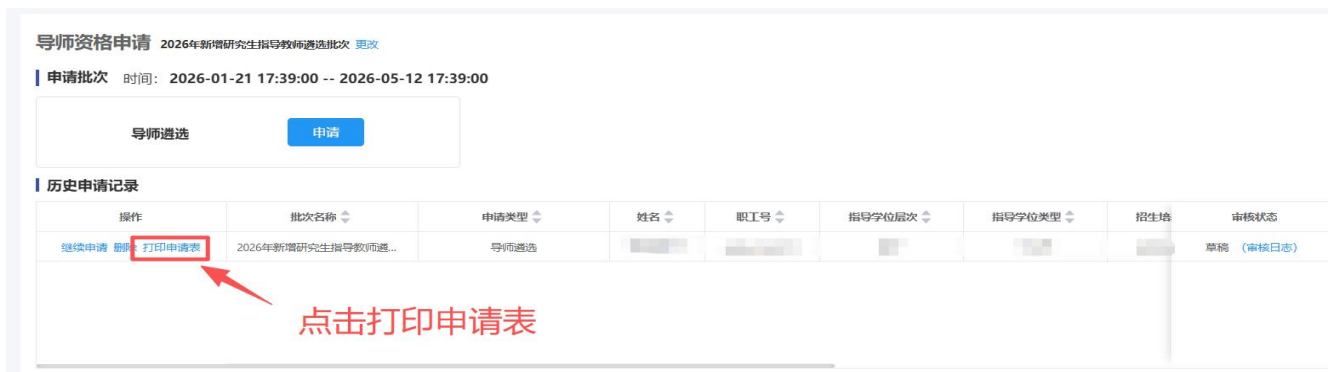 导师资格申请 2026年新增研究生指导教师遴选批次 更改
申请批次 时间：2026-01-21 17:39:00 -- 2026-05-12 17:39:00
导师遴选 申请
历史申请记录
操作 批次名称 申请类型 姓名 职工号 指导学位层次 指导学位类型 招生培 审核状态
继续申请 删除 打印申请表 2026年新增研究生指导教师遴... 导师遴选 草稿 （审核日志）
点击打印申请表